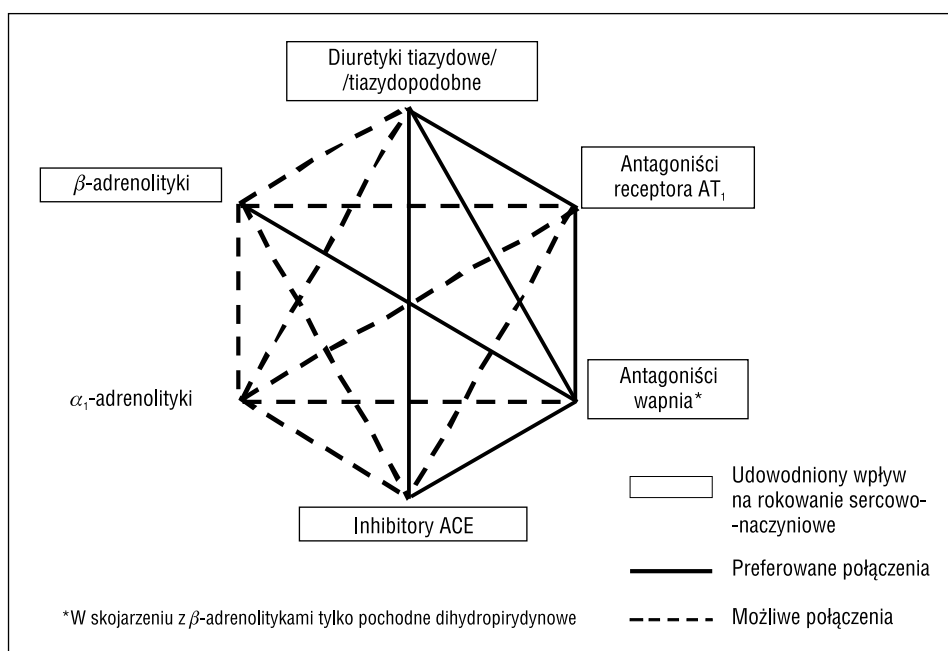 Diuretyki tiazydowe/
/tiazydopodobne
β-adrenolityki
Antagoniści
receptora AT₁
α₁-adrenolityki
Antagoniści
wapnia*
Inhibitory ACE
Udowodniony wpływ
na rokowanie sercowo-
-naczyniowe
Preferowane połączenia
Możliwe połączenia
*W skojarzeniu z β-adrenolitykami tylko pochodne dihydropirydynowe